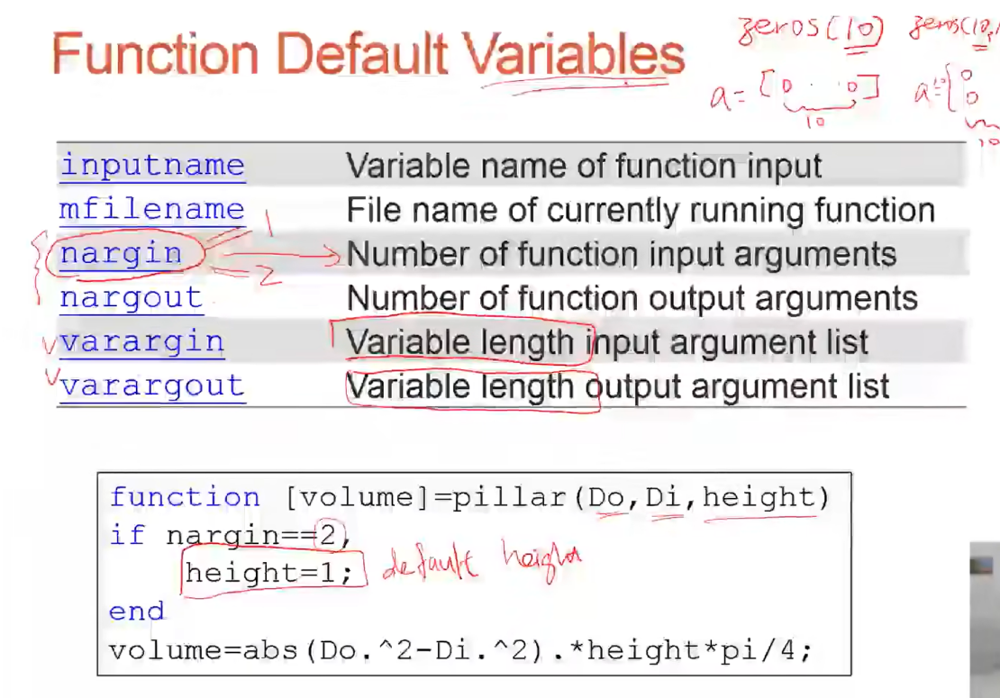 Function Default Variables
zeros(10) zeros(10,
a= [0 . 0]
10
a= [0
0
10
inputname Variable name of function input
mfilename File name of currently running function
1
nargin Number of function input arguments
2
nargout Number of function output arguments
varargin Variable length input argument list
varargout Variable length output argument list
function [volume]=pillar(Do,Di,height)
if nargin==2,
height=1; default height
end
volume=abs(Do.^2-Di.^2).*height*pi/4;